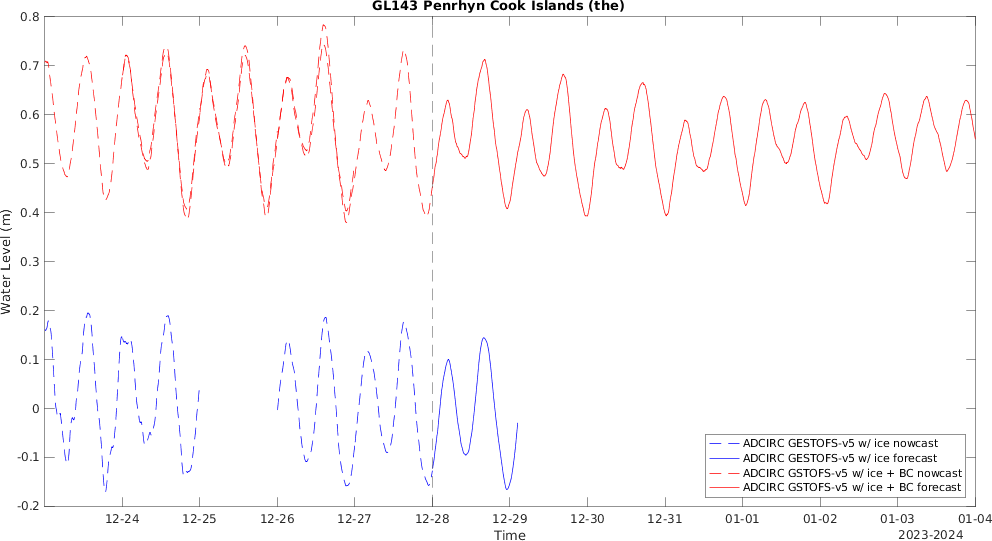 GL143 Penrhyn Cook Islands (the)
0.8
0.7
0.6
0.5
0.4
0.3
0.2
0.1
0
-0.1
-0.2
Water Level (m)
ADCIRC GESTOFS-v5 w/ ice nowcast
ADCIRC GESTOFS-v5 w/ ice forecast
ADCIRC GSTOFS-v5 w/ ice + BC nowcast
ADCIRC GSTOFS-v5 w/ ice + BC forecast
12-24 12-25 12-26 12-27 12-28 12-29 12-30 12-31 01-01 01-02 01-03 01-04
Time
2023-2024